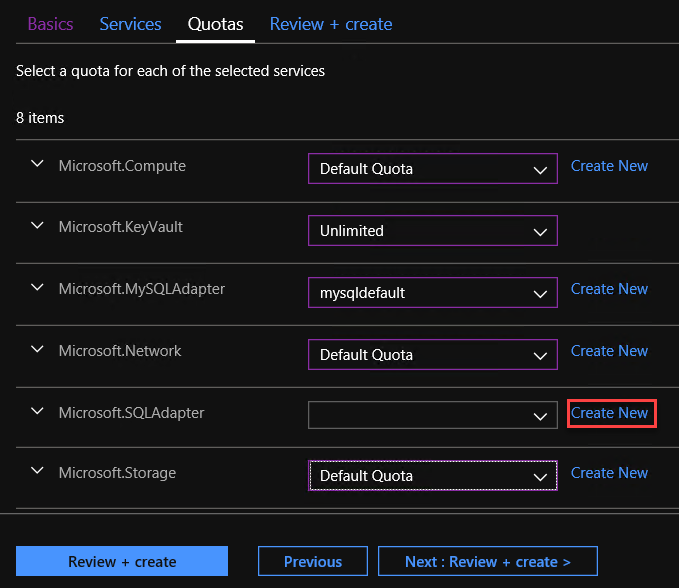 Basics Services Quotas Review + create
Select a quota for each of the selected services
8 items
Microsoft.Compute Default Quota Create New
Microsoft.KeyVault Unlimited
Microsoft.MySQLAdapter mysqldefault Create New
Microsoft.Network Default Quota Create New
Microsoft.SQLAdapter Create New
Microsoft.Storage Default Quota Create New
Review + create Previous Next : Review + create >